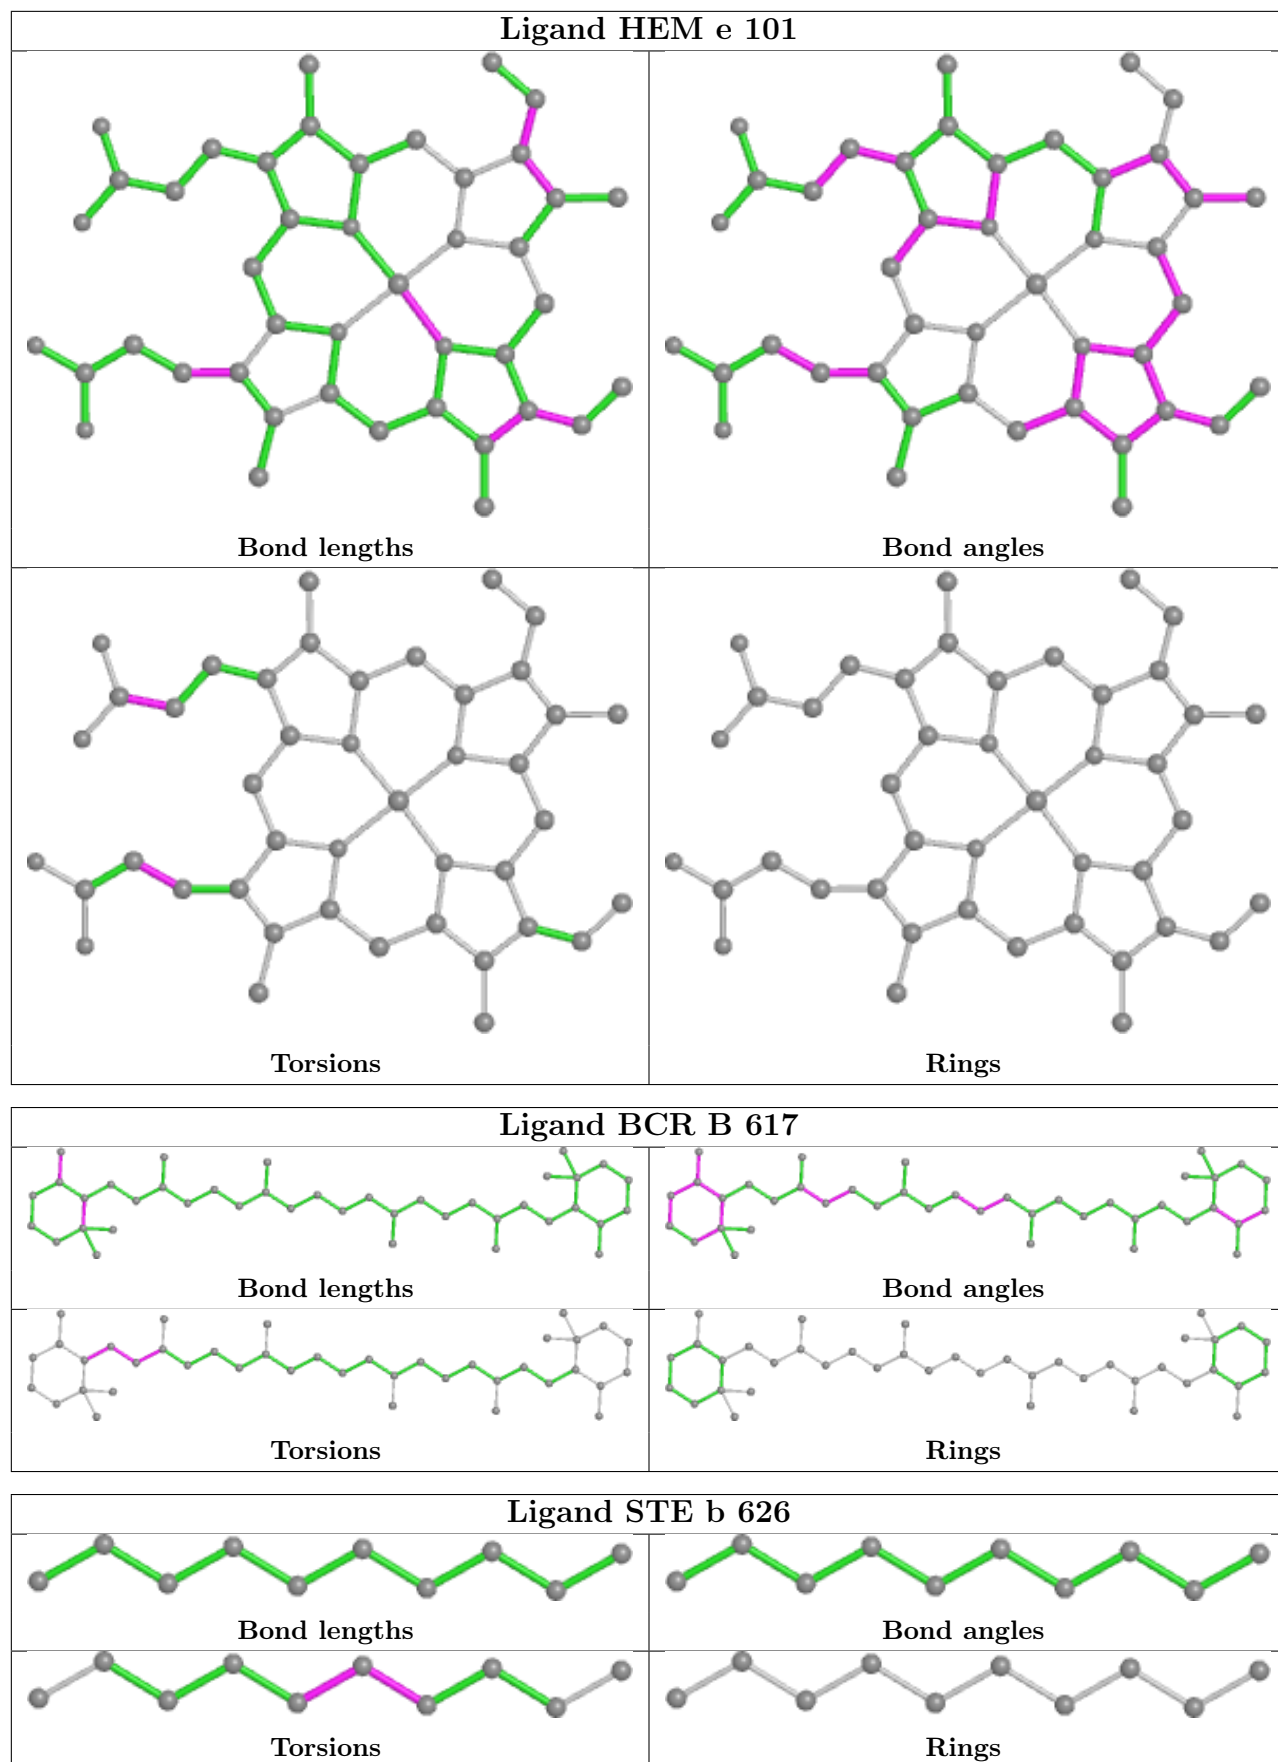 Ligand HEM e 101
Bond lengths
Bond angles
Torsions
Rings
Ligand BCR B 617
Bond lengths
Bond angles
Torsions
Rings
Ligand STE b 626
Bond lengths
Bond angles
Torsions
Rings